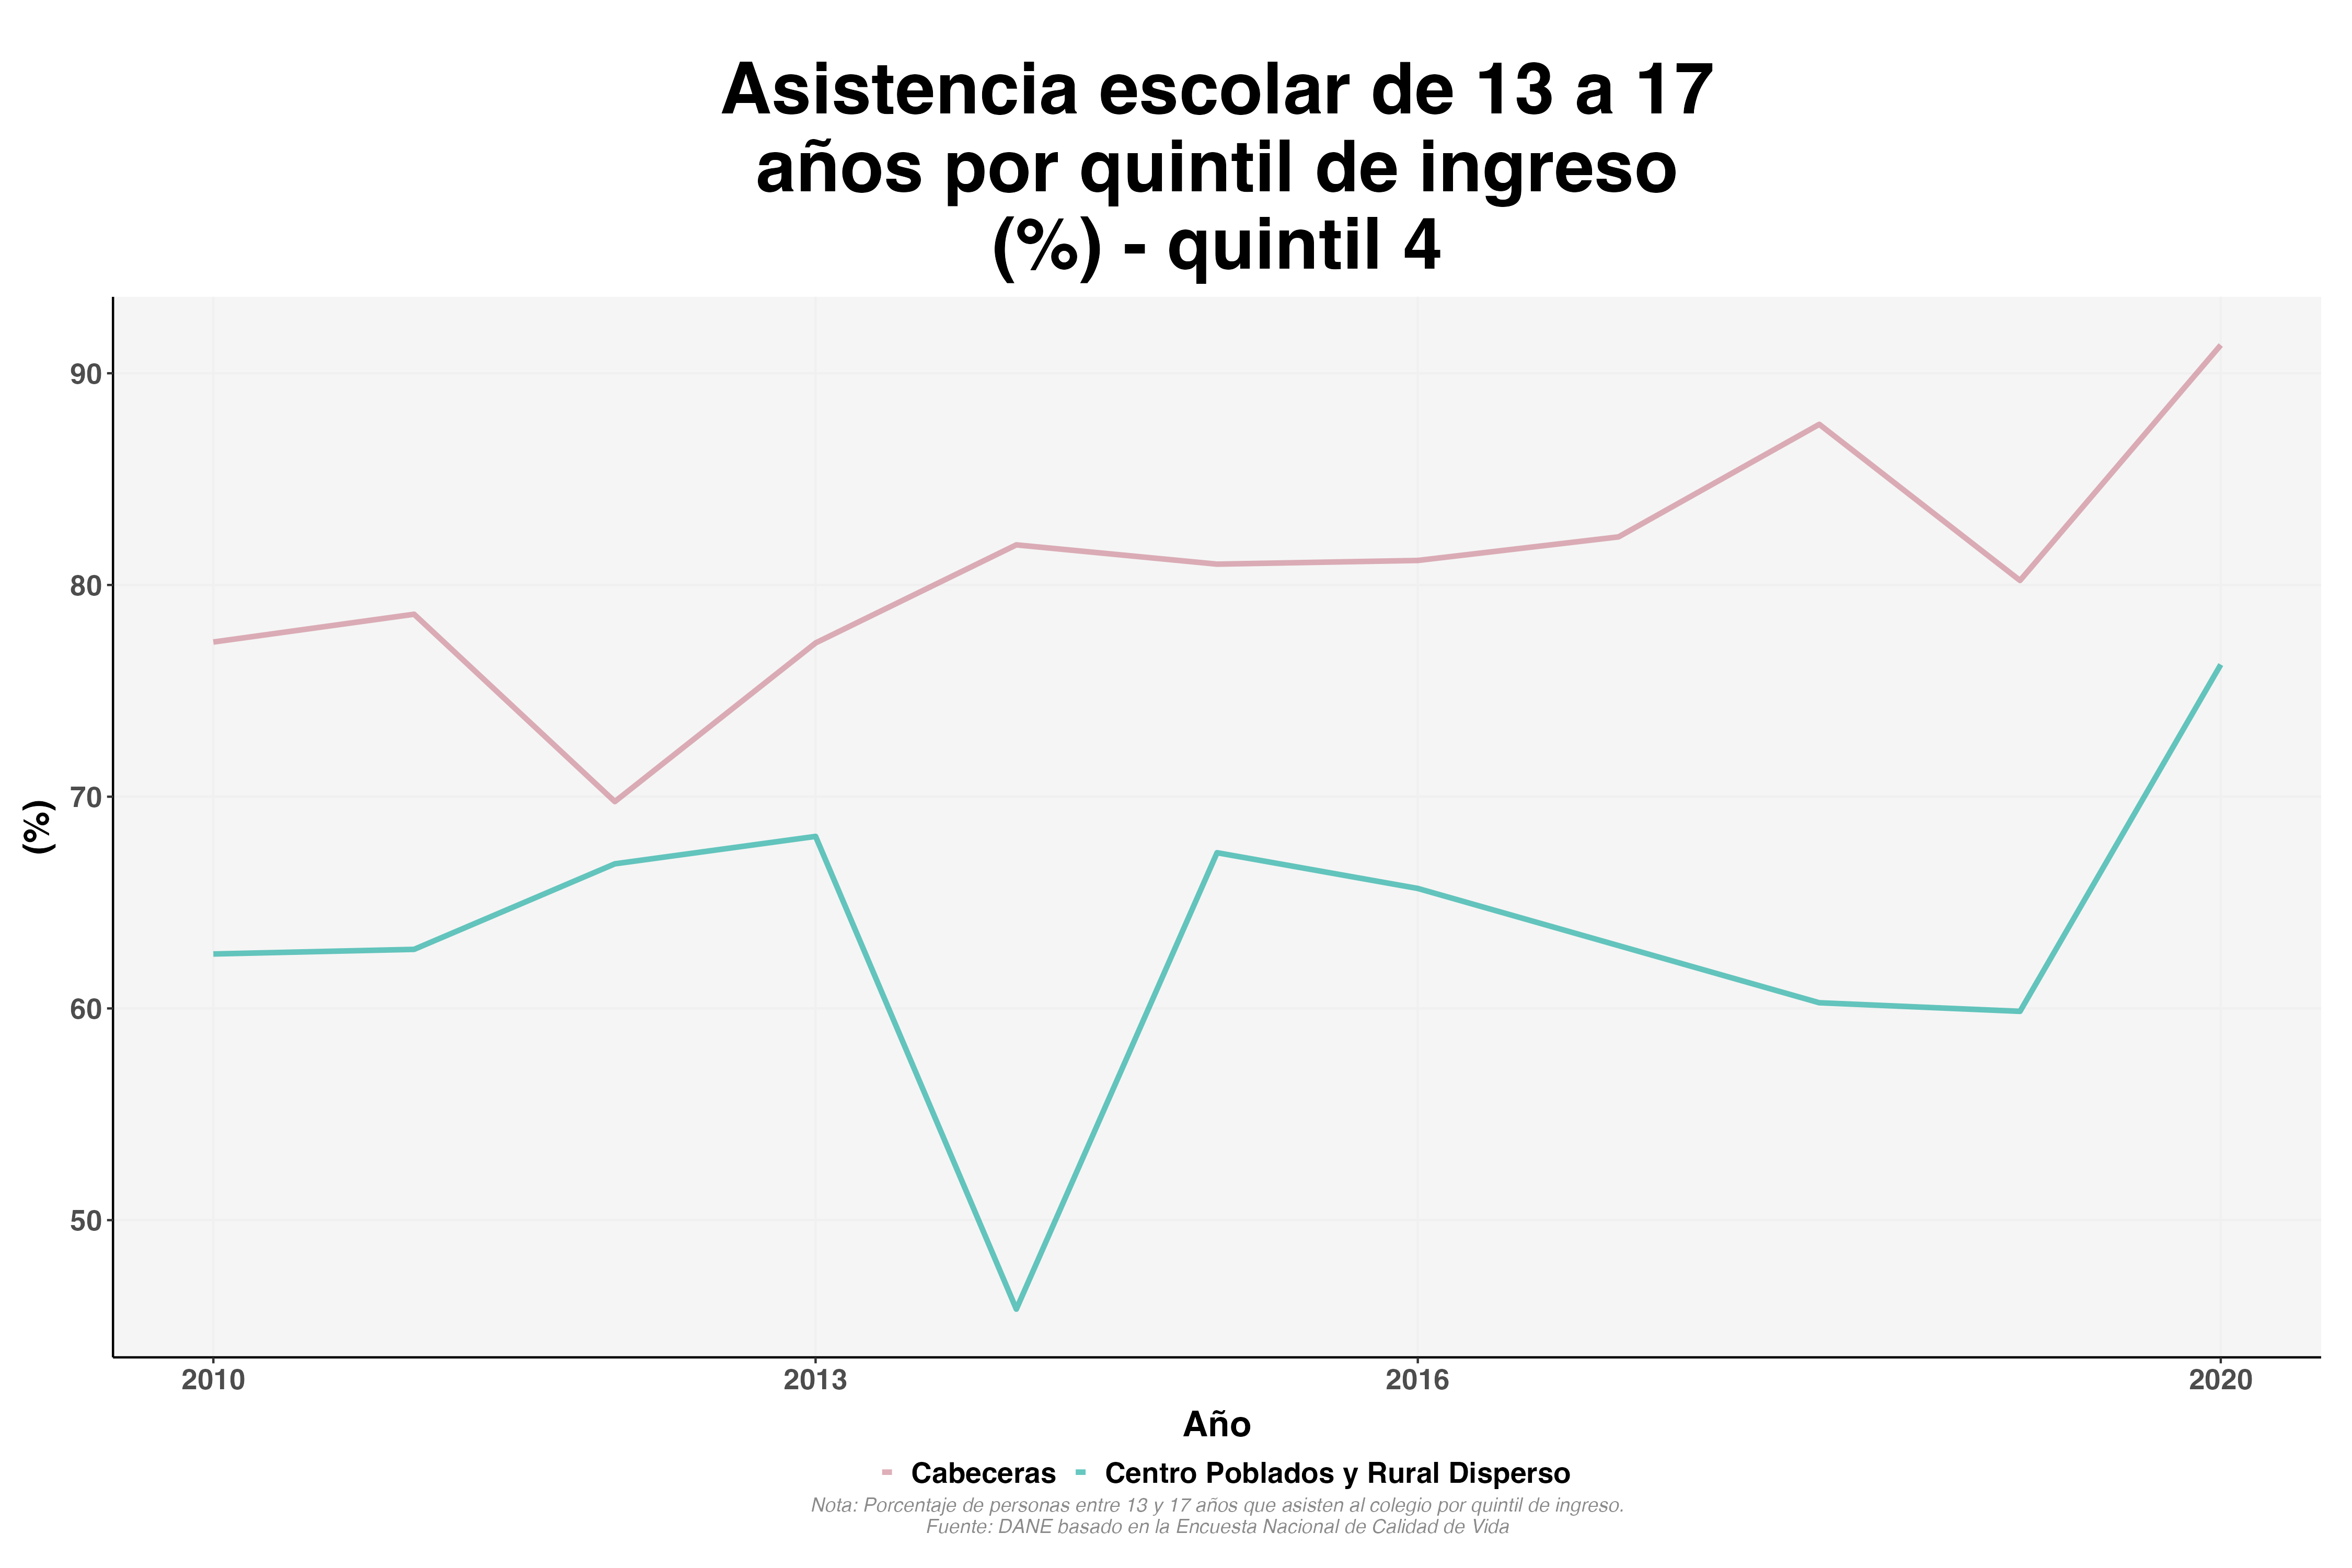 Asistencia escolar de 13 a 17
años por quintil de ingreso
(%) - quintil 4
90
80
70
60
50
(%)
2010
2013
2016
2020
Año
Cabeceras
Centro Poblados y Rural Disperso
Nota: Porcentaje de personas entre 13 y 17 años que asisten al colegio por quintil de ingreso.
Fuente: DANE basado en la Encuesta Nacional de Calidad de Vida